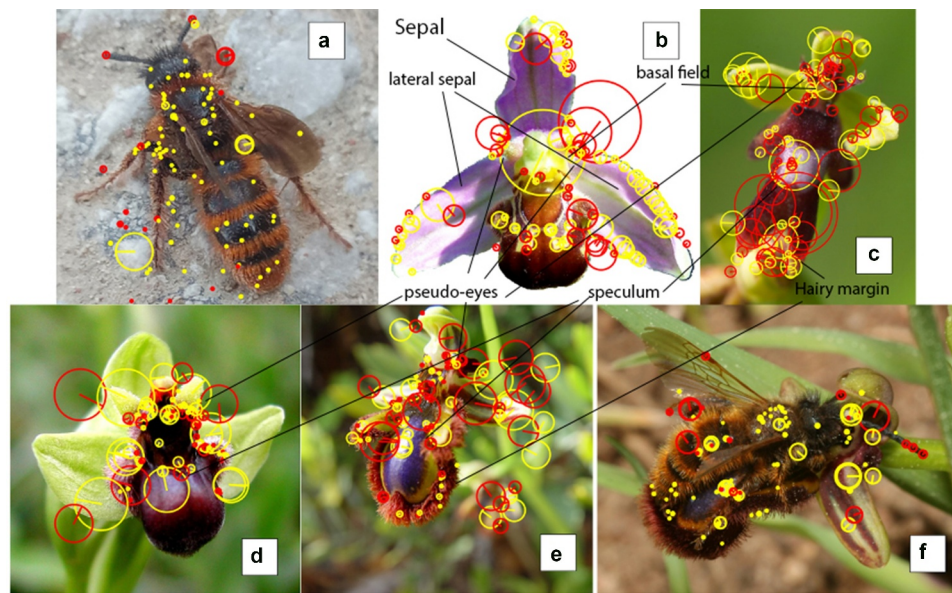 a
b
Sepal
lateral sepal
basal field
c
pseudo-eyes
speculum
Hairy margin
d
e
f